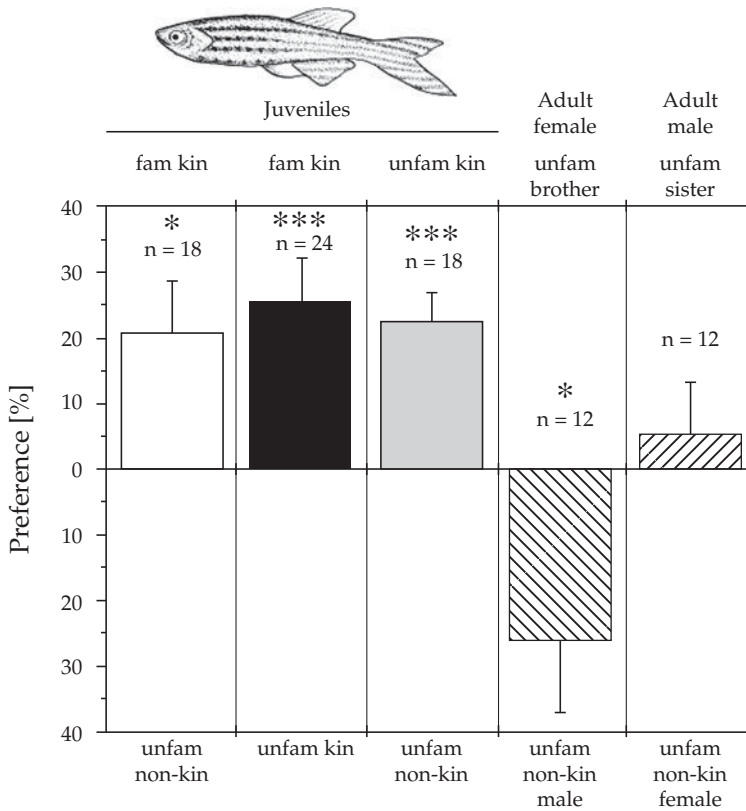 Juveniles
Adult female
Adult male
fam kin
fam kin
unfam kin
unfam brother
unfam sister
40
30
20
10
0
10
20
30
40
Preference [%]
*
n = 18
***
n = 24
***
n = 18
*
n = 12
n = 12
unfam non-kin
unfam kin
unfam non-kin
unfam non-kin male
unfam non-kin female